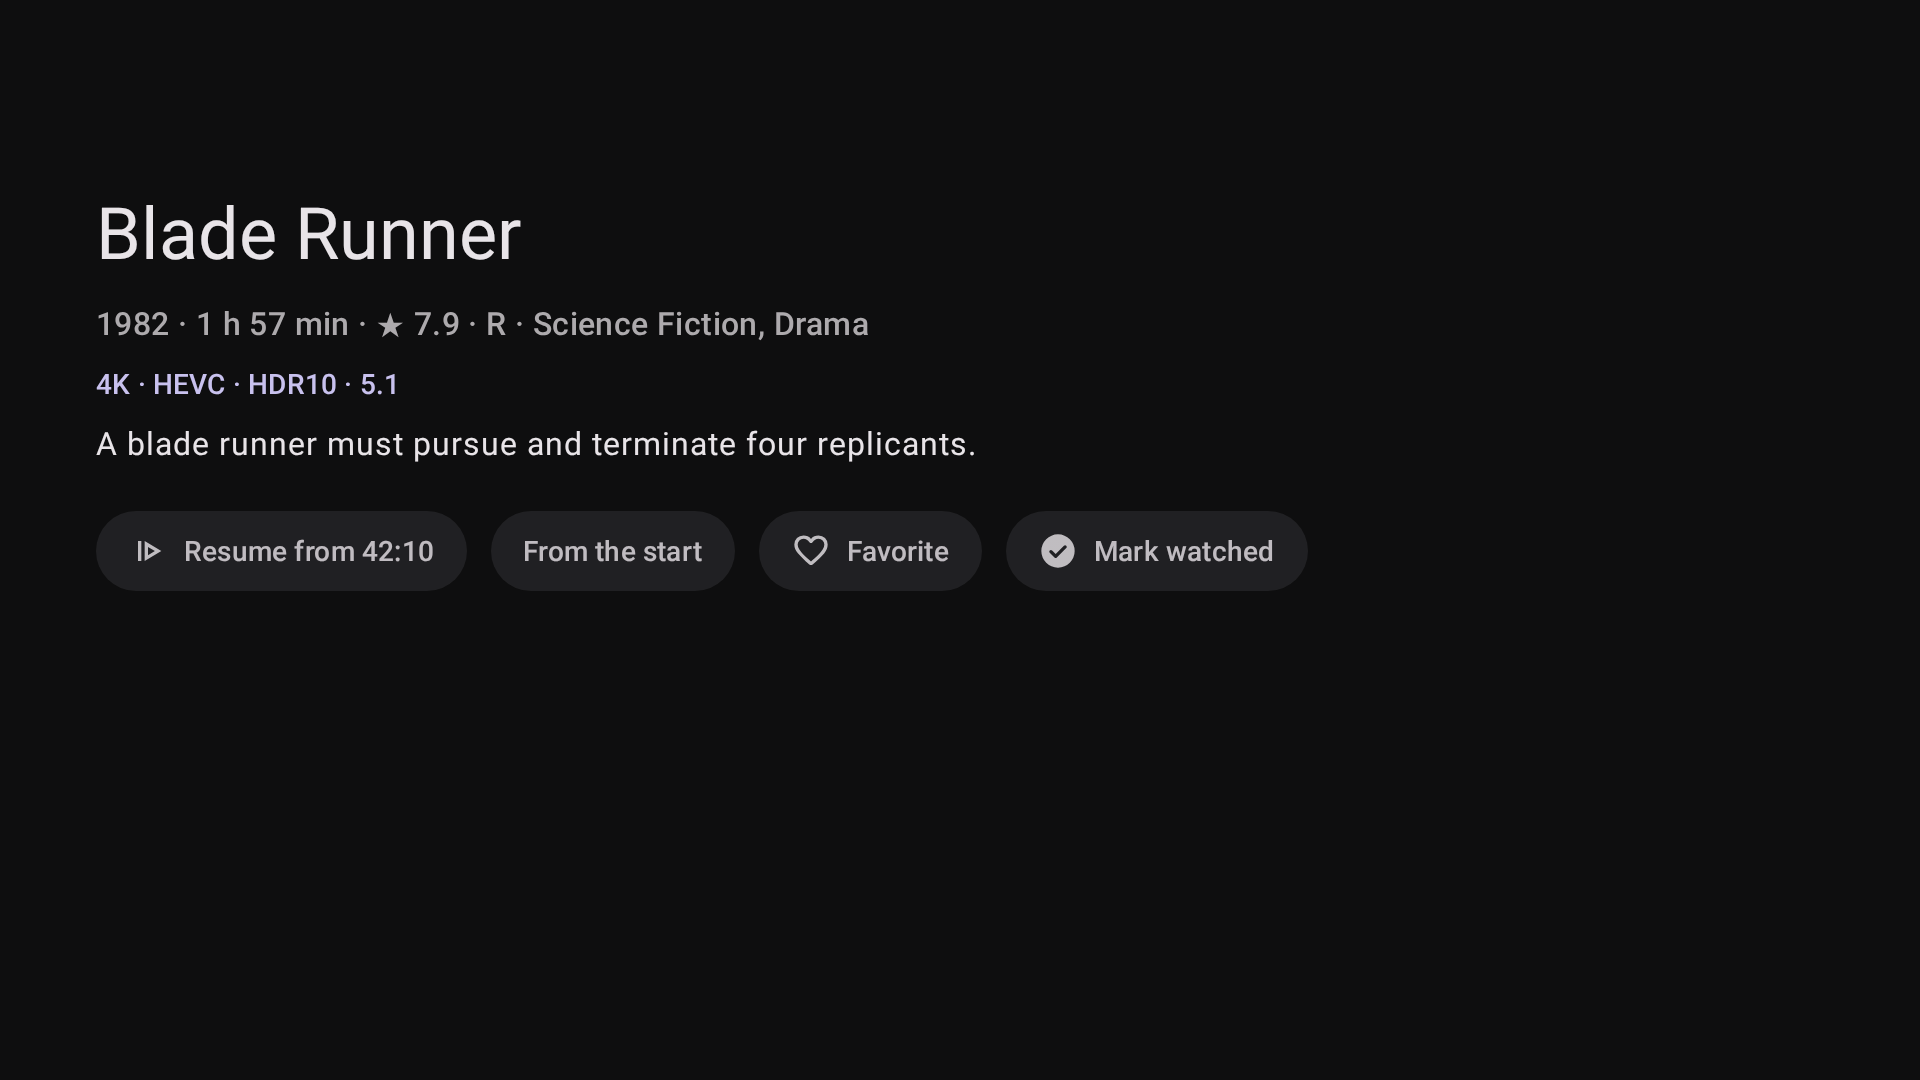 Blade Runner
1982 · 1 h 57 min · ★ 7.9 · R · Science Fiction, Drama
4K · HEVC · HDR10 · 5.1
A blade runner must pursue and terminate four replicants.
Resume from 42:10 From the start Favorite Mark watched